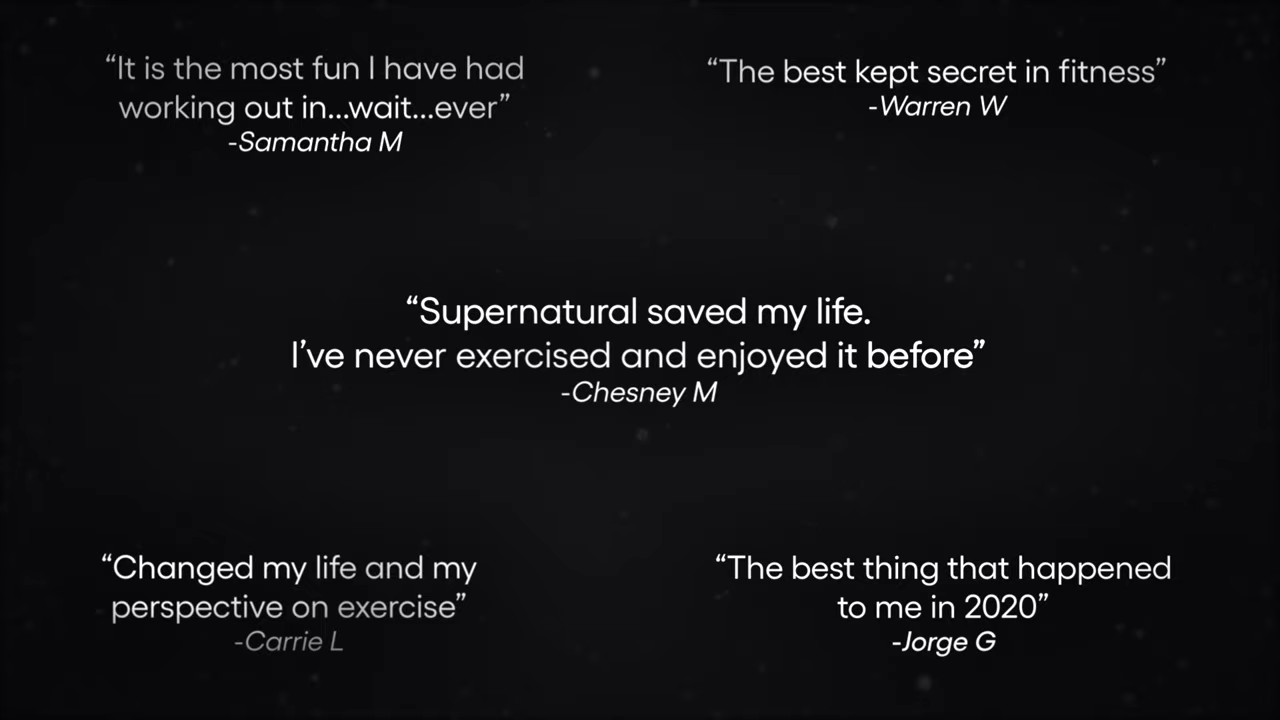 “It is the most fun I have had
working out in...wait...ever”
-Samantha M
“The best kept secret in fitness”
-Warren W
“Supernatural saved my life.
I’ve never exercised and enjoyed it before”
-Chesney M
“Changed my life and my
perspective on exercise”
-Carrie L
“The best thing that happened
to me in 2020”
-Jorge G